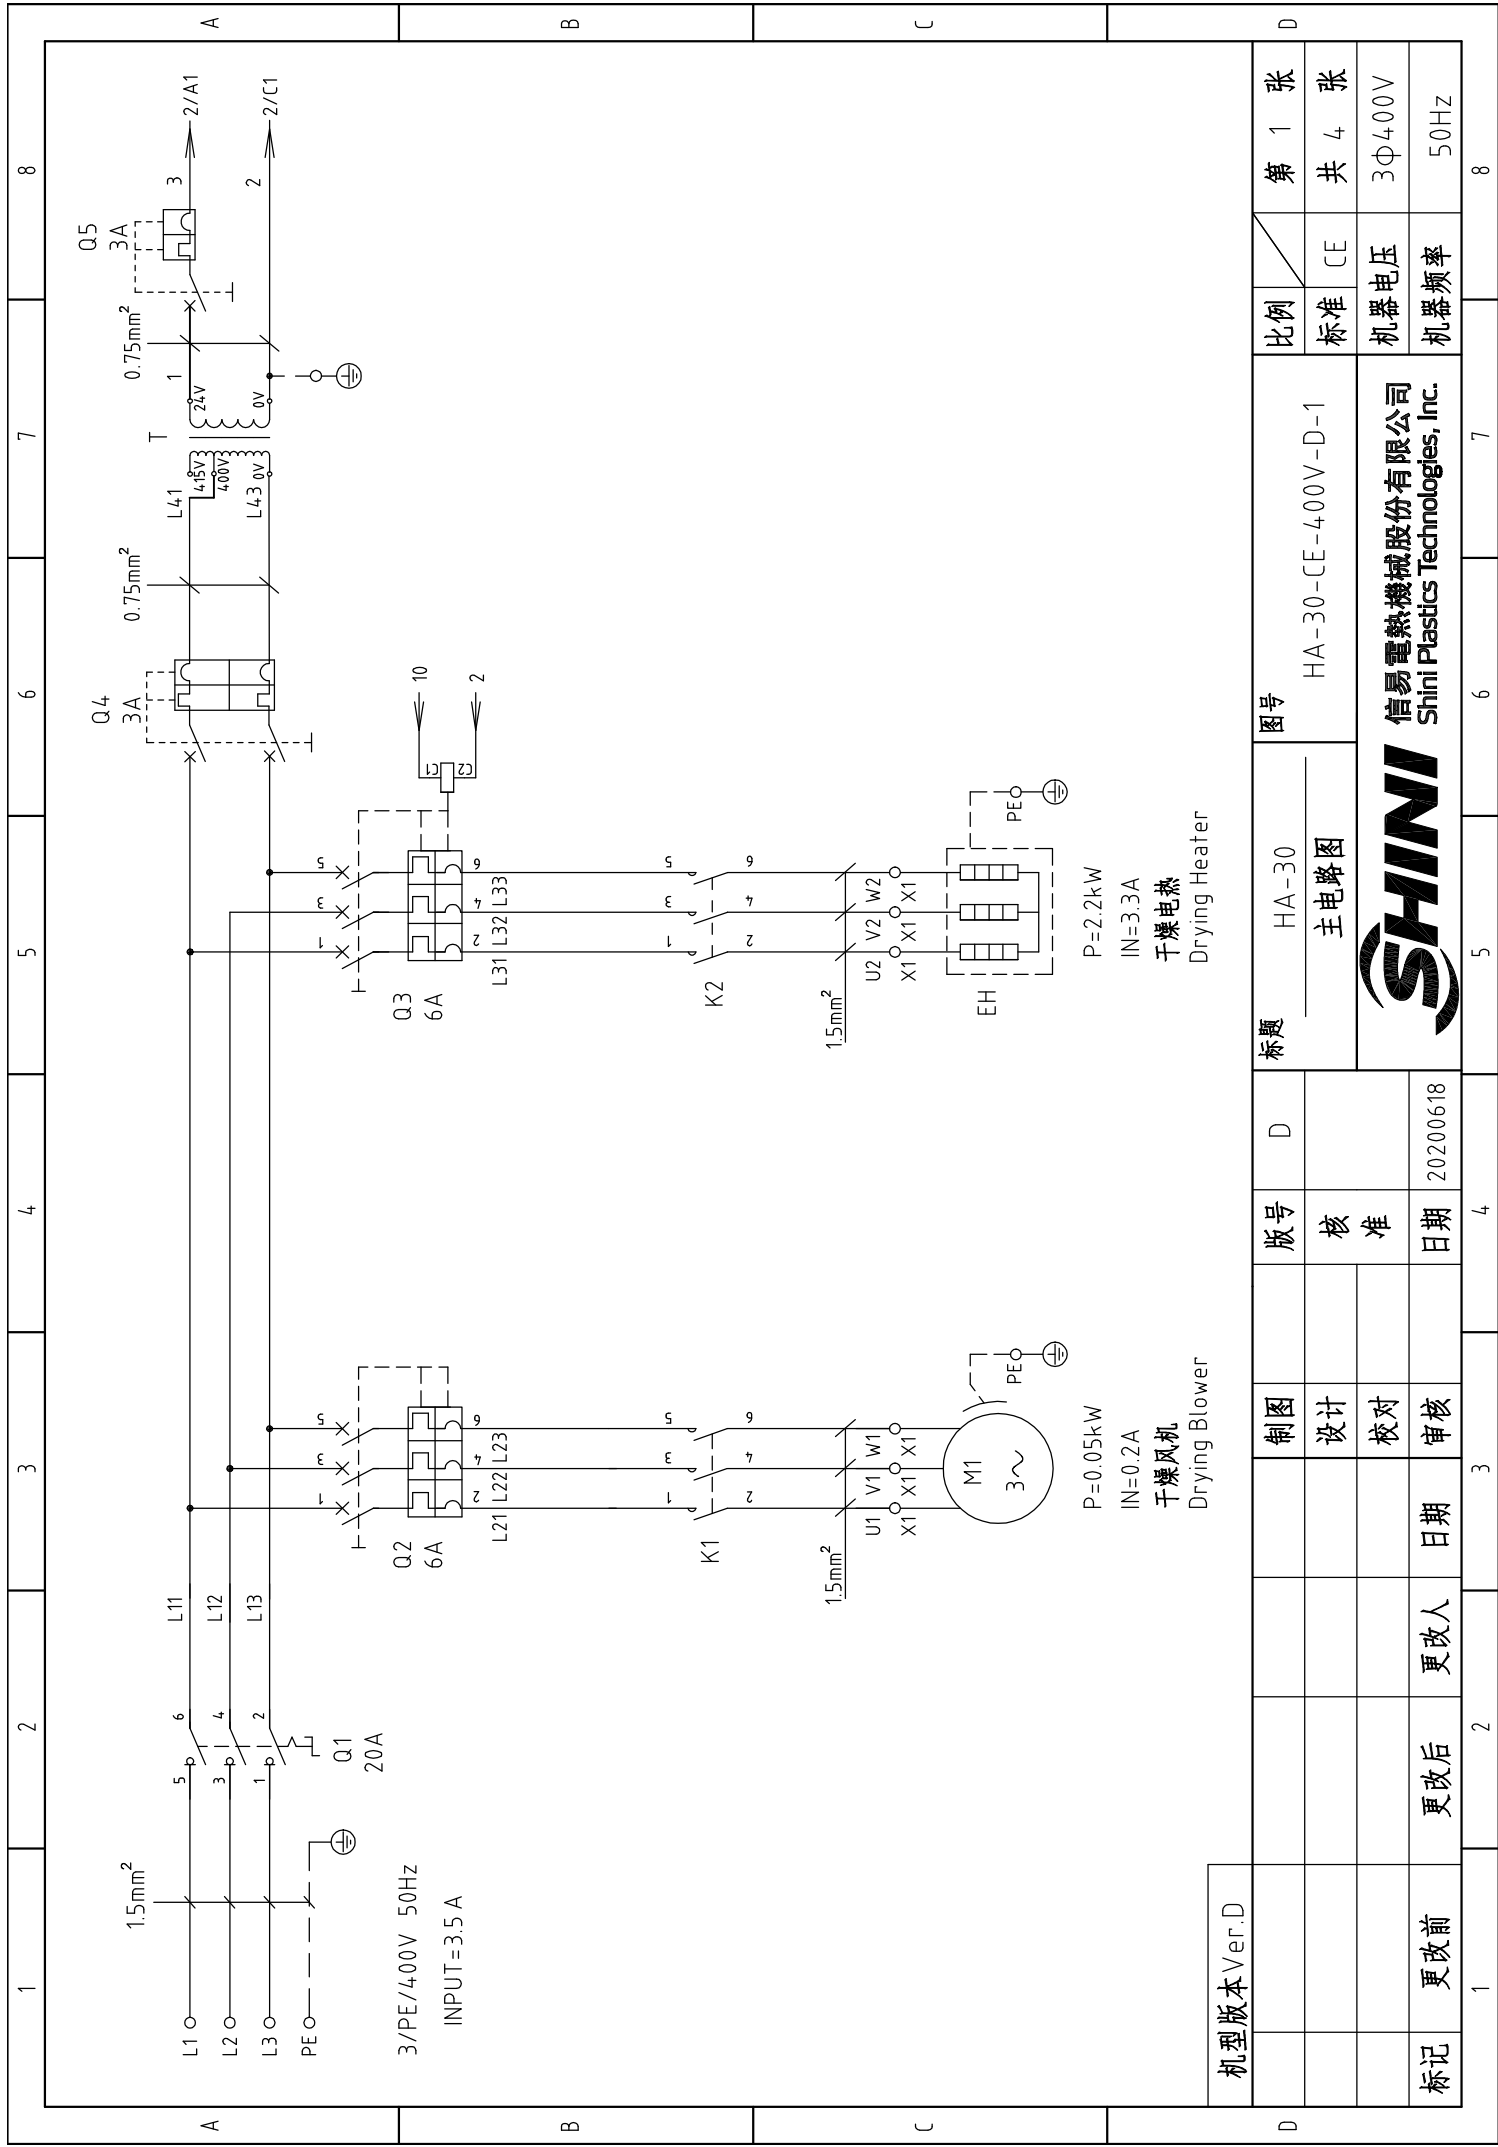 1 2 3 4 5 6 7 8
A
B
C
D
L1
L2
L3
PE
1.5mm²
3/PE/400V 50Hz
INPUT=3.5 A
5 6
3 4
1 2
Q1
20A
L11
L12
L13
1 3 5
Q2
6A
2 4 6
L21 L22 L23
1 3 5
K1
2 4 6
1.5mm²
U1 V1 W1
X1 X1 X1
M1
3~
PE
P=0.05kW
IN=0.2A
干燥风机
Drying Blower
1 3 5
Q3
6A
2 4 6
L31 L32 L33
C1
C2
10
2
1 3 5
K2
2 4 6
1.5mm²
U2 V2 W2
X1 X1 X1
EH
PE
P=2.2kW
IN=3.3A
干燥电热
Drying Heater
Q4
3A
0.75mm²
L41
L43
T
415V
400V
0V
24V
0V
1
0.75mm²
Q5
3A
3
2
2/A1
2/C1
机型版本Ver.D
标记 更改前 更改后 更改人 日期
制图
设计
校对
审核
版号 D
核
准
日期 20200618
标题
HA-30
主电路图
图号
HA-30-CE-400V-D-1
SHINI
信易電熱機械股份有限公司
Shini Plastics Technologies, Inc.
比例 第 1 张
标准 CE 共 4 张
机器电压 3Φ400V
机器频率 50Hz
1 2 3 4 5 6 7 8
A
B
C
D